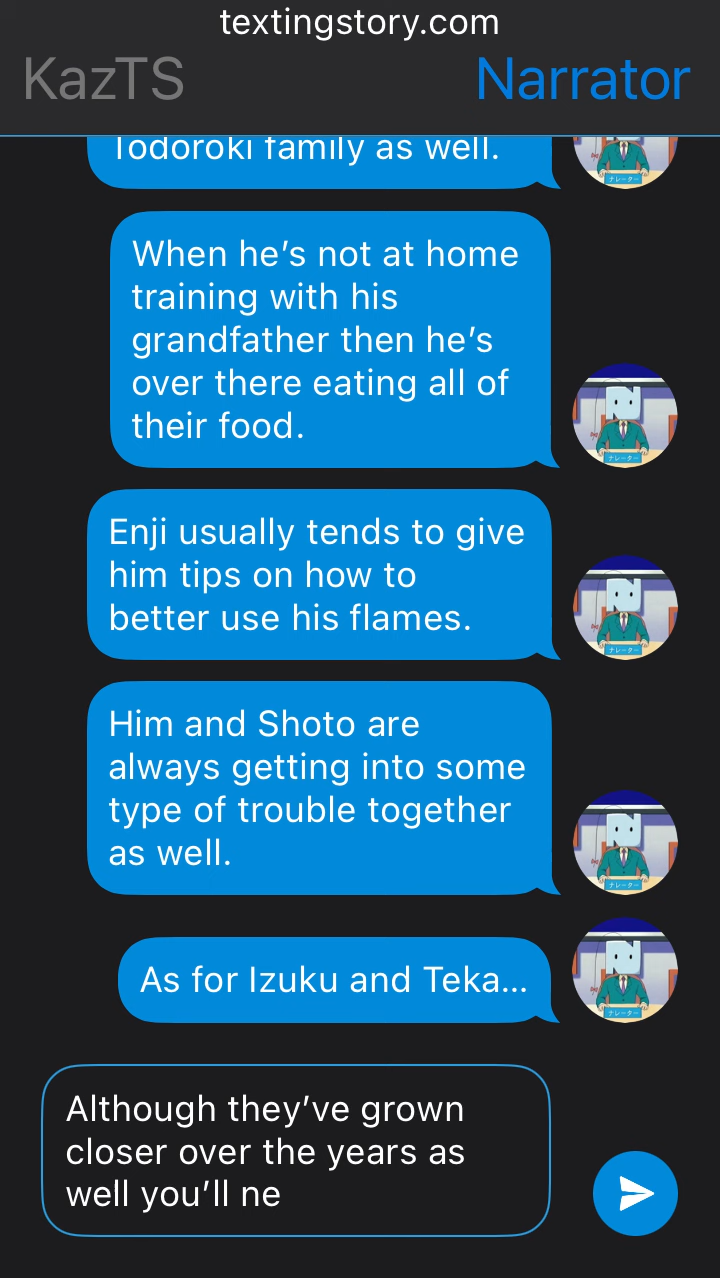 textingstory.com
KazTS
Narrator
Todoroki family as well.
When he’s not at home
training with his
grandfather then he’s
over there eating all of
their food.
Enji usually tends to give
him tips on how to
better use his flames.
Him and Shoto are
always getting into some
type of trouble together
as well.
As for Izuku and Teka...
Although they’ve grown
closer over the years as
well you’ll ne